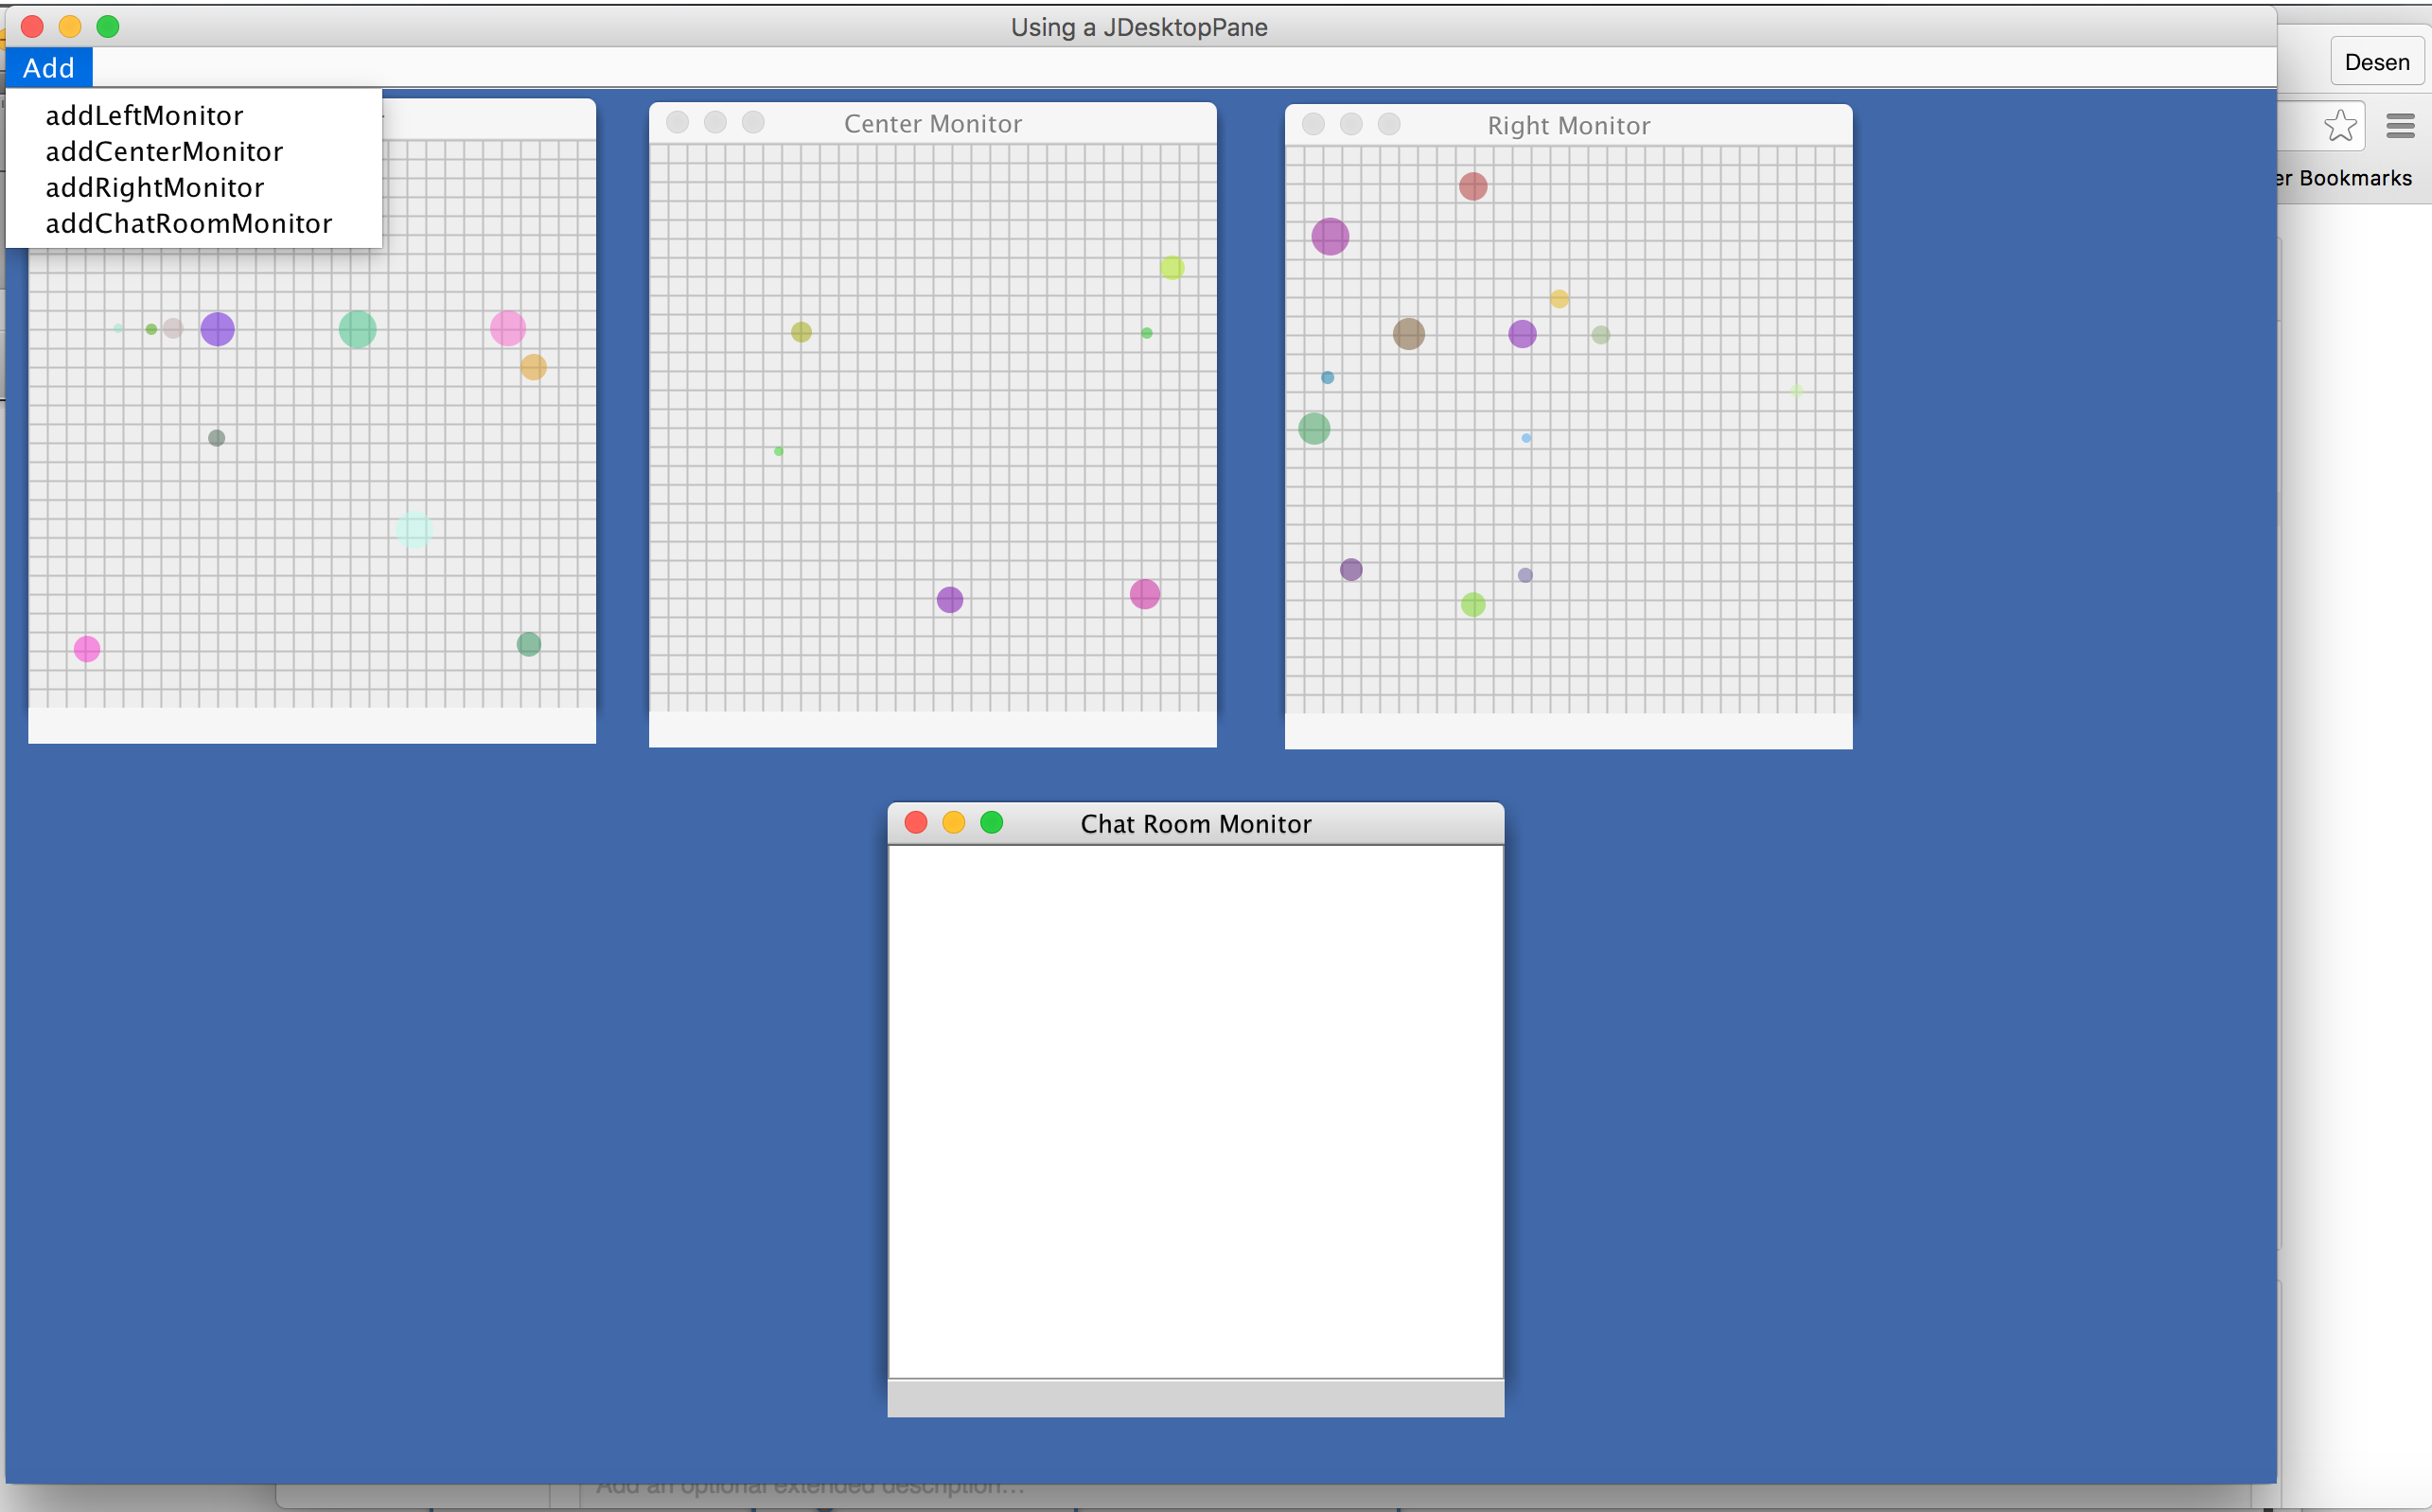 Using a JDesktopPane
Desen
Add
addLeftMonitor
addCenterMonitor
addRightMonitor
addChatRoomMonitor
Center Monitor
Right Monitor
er Bookmarks
Chat Room Monitor
Add an optional extended description...